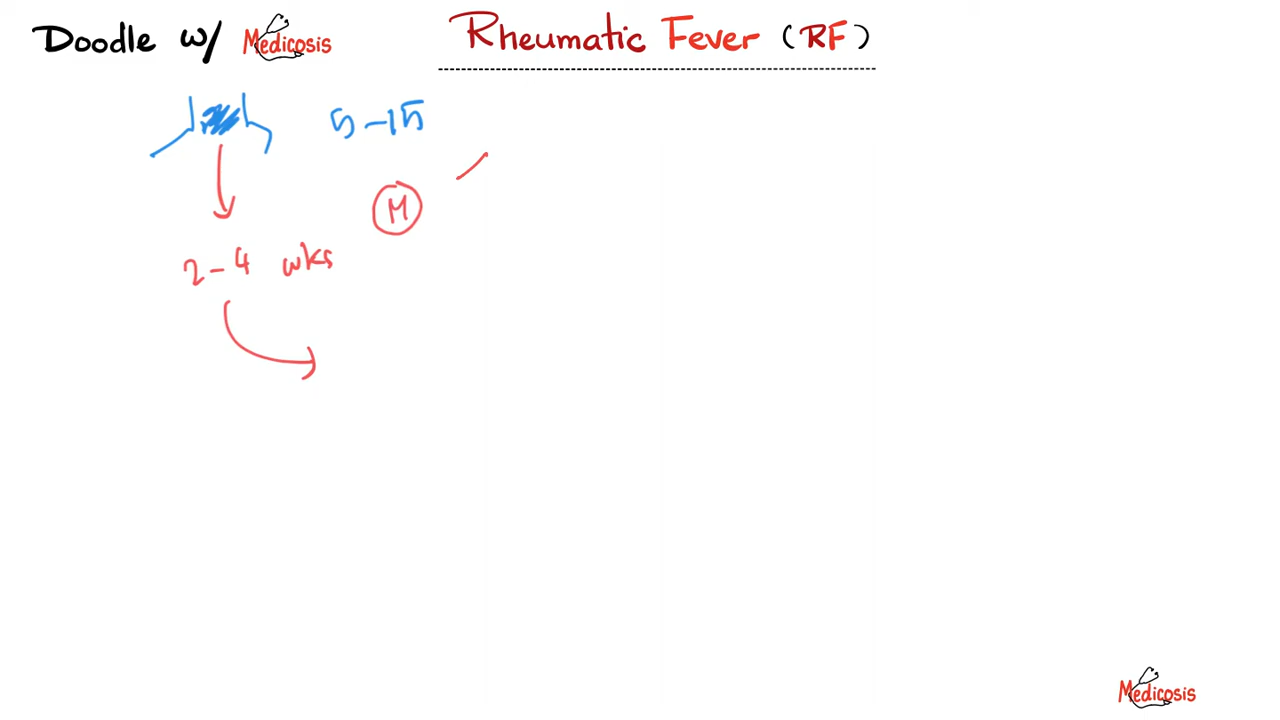 Doodle w/ Medicosis
Rheumatic Fever (RF)
5-15
M
2-4 wks
Medicosis